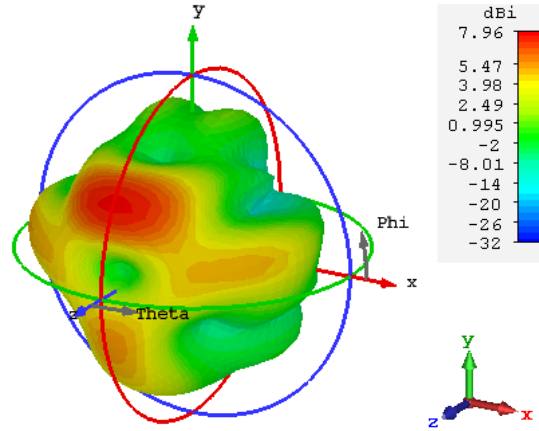 y
dBi
7.96
5.47
3.98
2.49
0.995
-2
-8.01
-14
-20
-26
-32
Phi
x
z
Theta
y
x
z